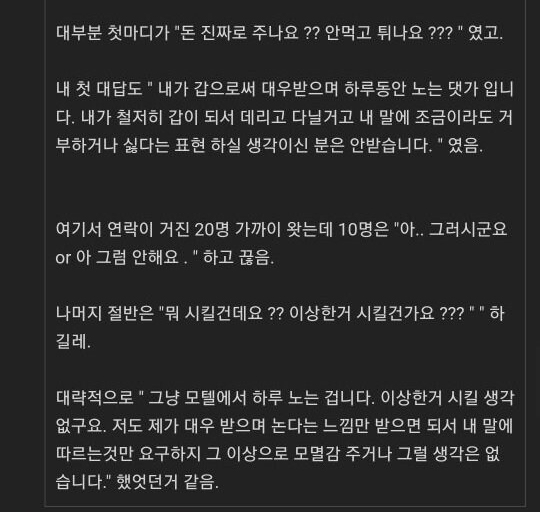 대부분 첫마디가 "돈 진짜로 주나요 ?? 안먹고 튀나요 ??? " 였고.
내 첫 대답도 " 내가 갑으로써 대우받으며 하루동안 노는 댓가 입니
다. 내가 철저히 갑이 되서 데리고 다닐거고 내 말에 조금이라도 거
부하거나 싫다는 표현 하실 생각이신 분은 안받습니다. " 였음.
여기서 연락이 거진 20명 가까이 왓는데 10명은 "아.. 그러시군요
or 아 그럼 안해요 . " 하고 끊음.
나머지 절반은 "뭐 시킬건데요 ?? 이상한거 시킬건가요 ??? " " 하
길레.
대략적으로 " 그냥 모텔에서 하루 노는 겁니다. 이상한거 시킬 생각
없구요. 저도 제가 대우 받으며 논다는 느낌만 받으면 되서 내 말에
따르는것만 요구하지 그 이상으로 모멸감 주거나 그럴 생각은 없
습니다." 했엇던거 같음.